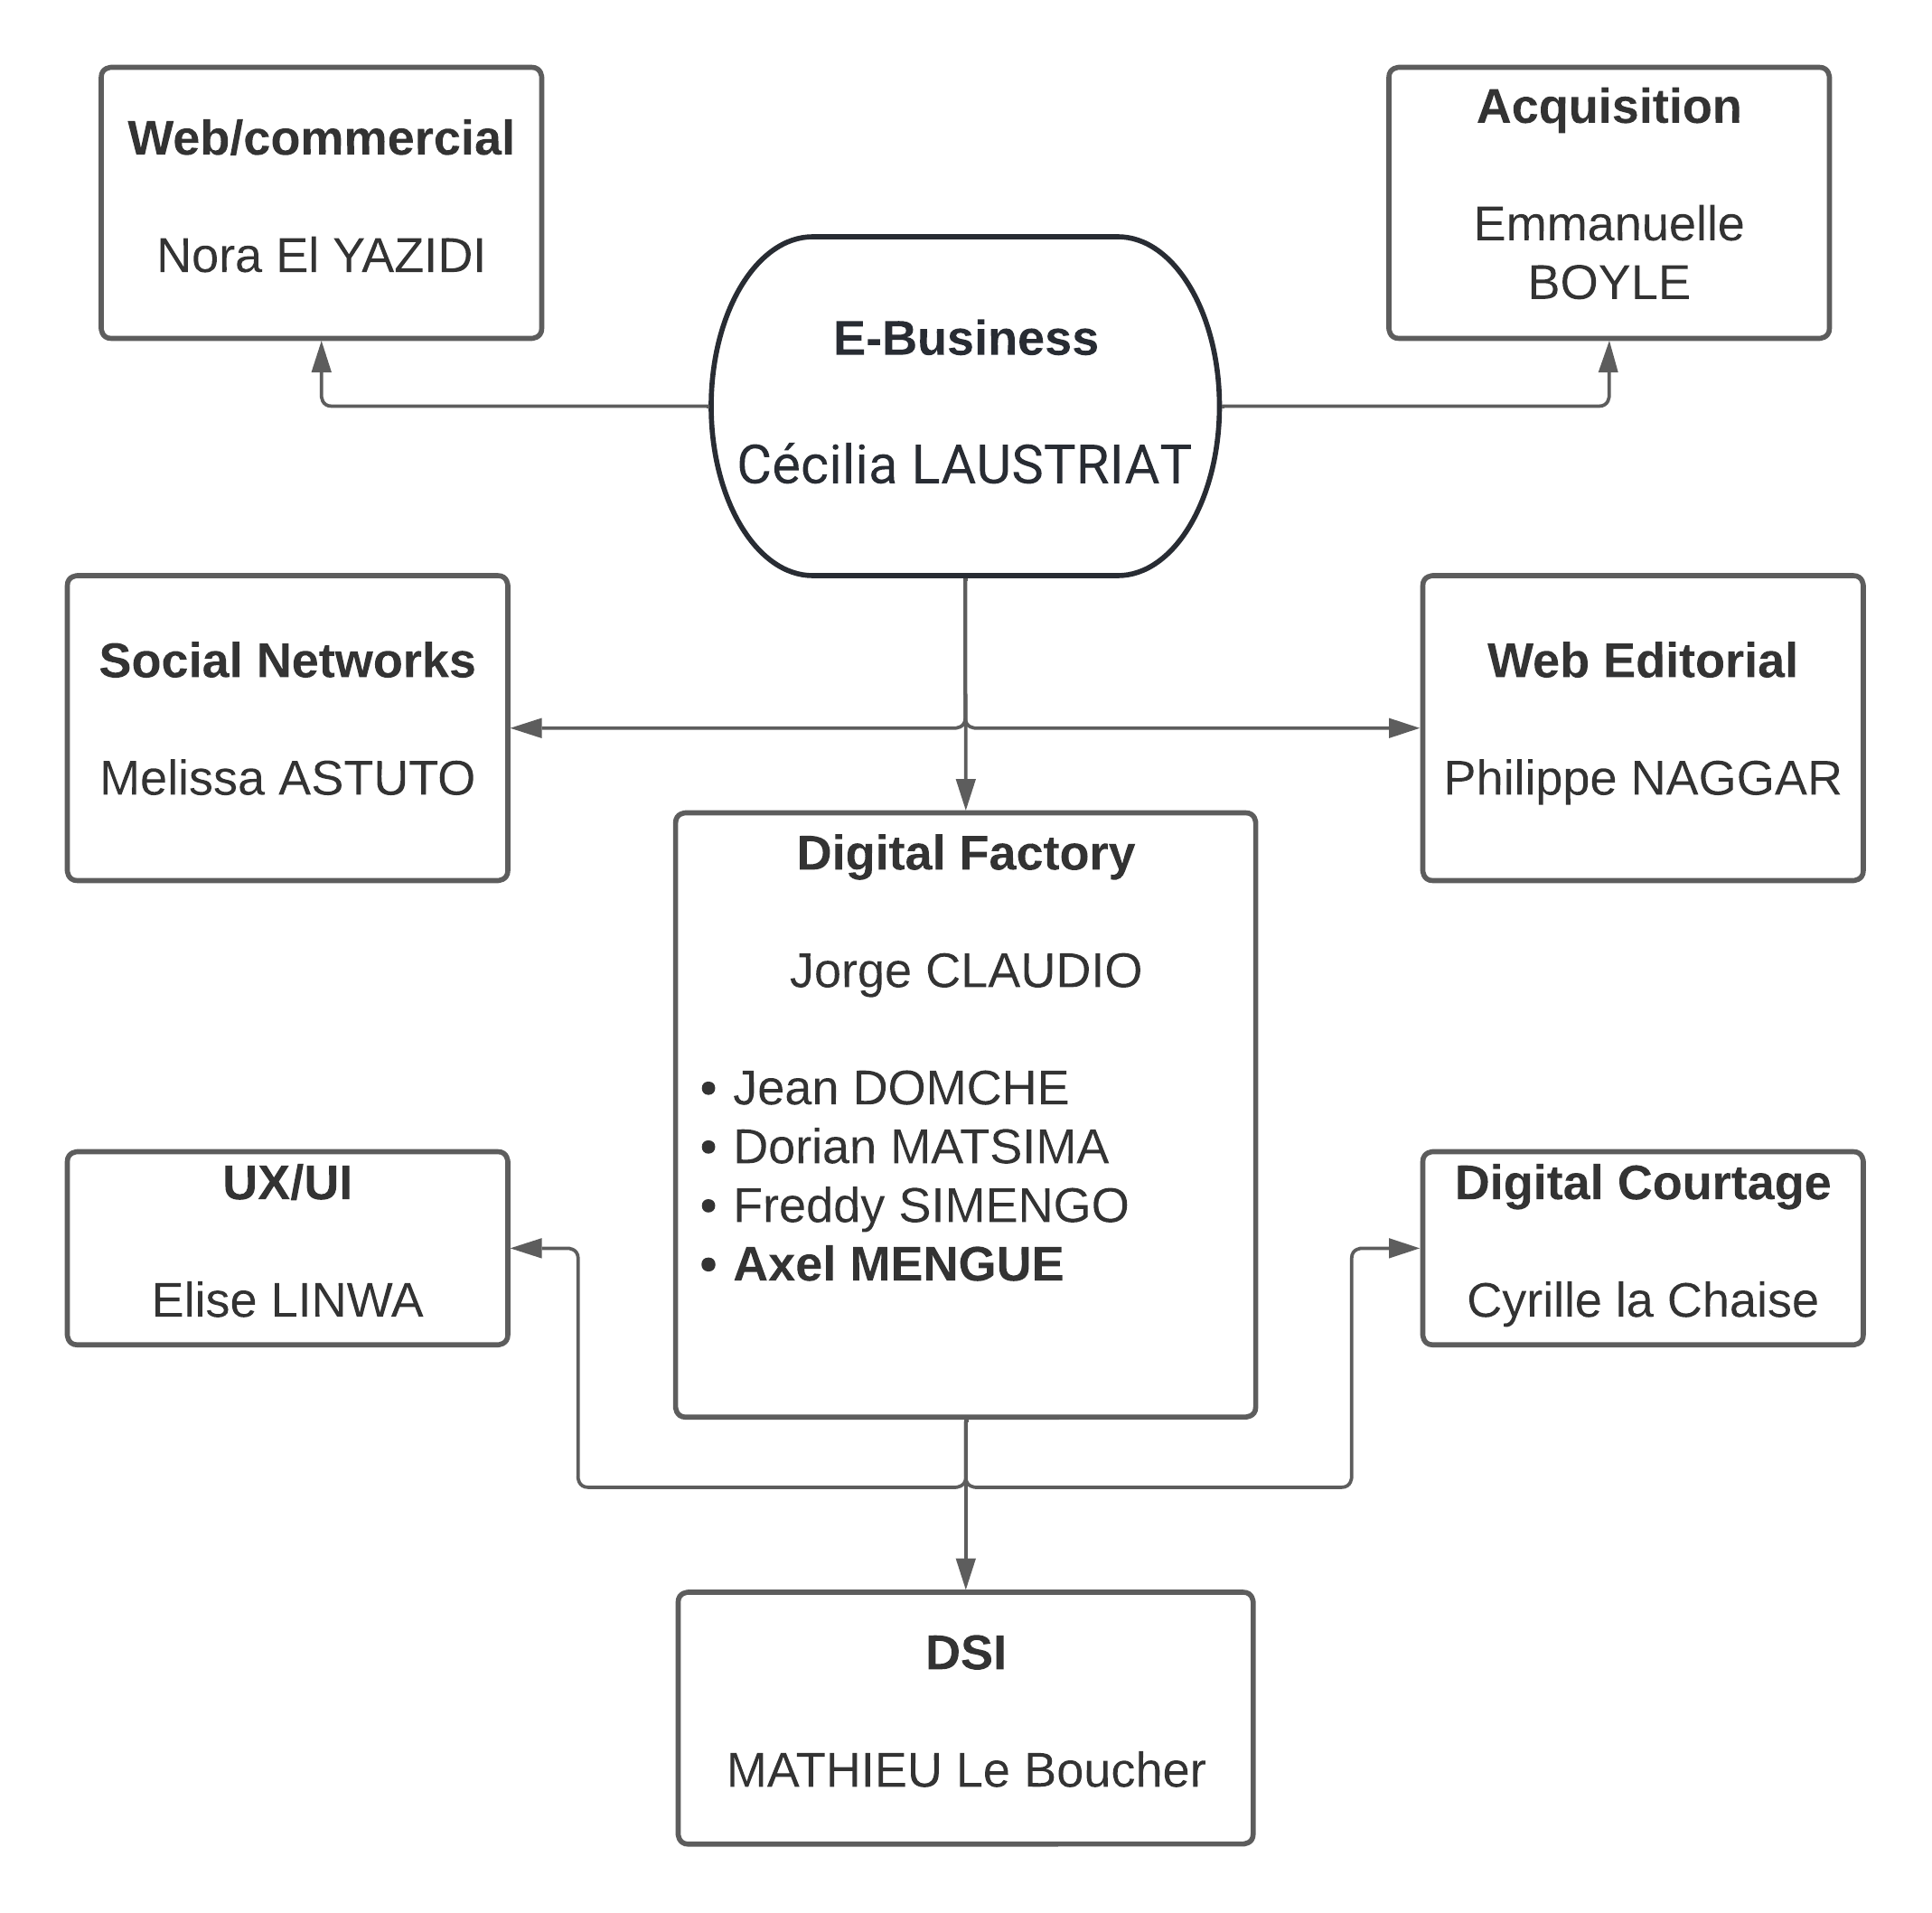 Web/commercial
Nora El YAZIDI
Acquisition
Emmanuelle
BOYLE
E-Business
Cécilia LAUSTRIAT
Social Networks
Melissa ASTUTO
Web Editorial
Philippe NAGGAR
Digital Factory
Jorge CLAUDIO
• Jean DOMCHE
• Dorian MATSIMA
• Freddy SIMENGO
• Axel MENGUE
UX/UI
Elise LINWA
Digital Courtage
Cyrille la Chaise
DSI
MATHIEU Le Boucher